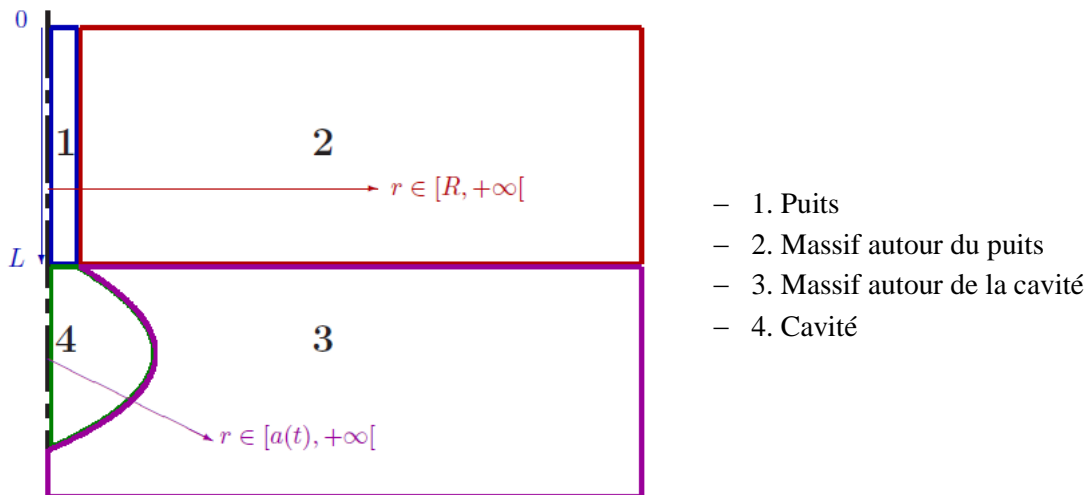 0
1
2
r ∈ [R, +∞[
L
4
3
r ∈ [a(t), +∞[
– 1. Puits
– 2. Massif autour du puits
– 3. Massif autour de la cavité
– 4. Cavité